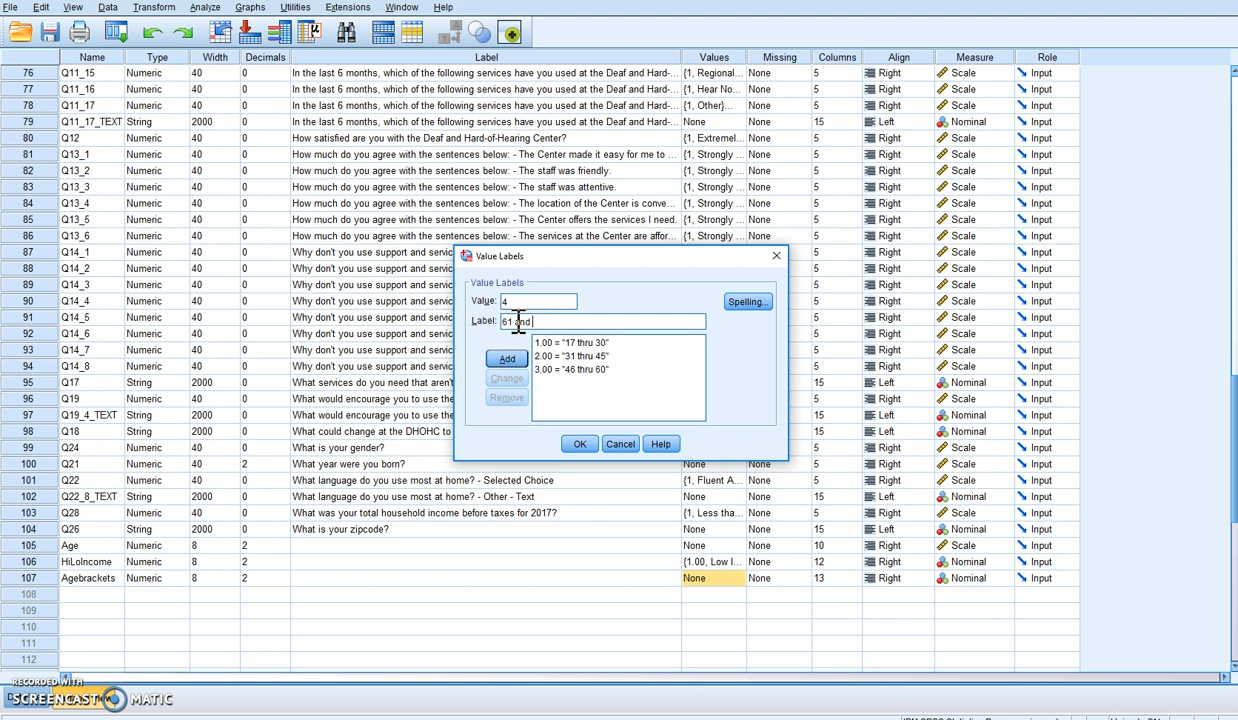 File Edit View Data Transform Analyze Graphs Utilities Extensions Window Help
Name Type Width Decimals Label Values Missing Columns Align Measure Role
76 Q11_15 Numeric 40 0 In the last 6 months, which of the following services have you used at the Deaf and Hard-... {1, Regional... None 5 Right Scale Input
77 Q11_16 Numeric 40 0 In the last 6 months, which of the following services have you used at the Deaf and Hard-... {1, Hear No... None 5 Right Scale Input
78 Q11_17 Numeric 40 0 In the last 6 months, which of the following services have you used at the Deaf and Hard-... {1, Other}... None 5 Right Scale Input
79 Q11_17_TEXT String 2000 0 In the last 6 months, which of the following services have you used at the Deaf and Hard-... None None 15 Left Nominal Input
80 Q12 Numeric 40 0 How satisfied are you with the Deaf and Hard-of-Hearing Center? {1, Extremel... None 5 Right Scale Input
81 Q13_1 Numeric 40 0 How much do you agree with the sentences below: - The Center made it easy for me to ... {1, Strongly ... None 5 Right Scale Input
82 Q13_2 Numeric 40 0 How much do you agree with the sentences below: - The staff was friendly. {1, Strongly ... None 5 Right Scale Input
83 Q13_3 Numeric 40 0 How much do you agree with the sentences below: - The staff was attentive. {1, Strongly ... None 5 Right Scale Input
84 Q13_4 Numeric 40 0 How much do you agree with the sentences below: - The location of the Center is conve... {1, Strongly ... None 5 Right Scale Input
85 Q13_5 Numeric 40 0 How much do you agree with the sentences below: - The Center offers the services I need. {1, Strongly ... None 5 Right Scale Input
86 Q13_6 Numeric 40 0 How much do you agree with the sentences below: - The services at the Center are affor... {1, Strongly ... None 5 Right Scale Input
87 Q14_1 Numeric 40 0 Why don't you use support and servic 5 Right Scale Input
88 Q14_2 Numeric 40 0 Why don't you use support and servic 5 Right Scale Input
89 Q14_3 Numeric 40 0 Why don't you use support and servic 5 Right Scale Input
90 Q14_4 Numeric 40 0 Why don't you use support and servic 5 Right Scale Input
91 Q14_5 Numeric 40 0 Why don't you use support and servic 5 Right Scale Input
92 Q14_6 Numeric 40 0 Why don't you use support and servic 5 Right Scale Input
93 Q14_7 Numeric 40 0 Why don't you use support and servic 5 Right Scale Input
94 Q14_8 Numeric 40 0 Why don't you use support and servic 5 Right Scale Input
95 Q17 String 2000 0 What services do you need that aren't 15 Left Nominal Input
96 Q19 Numeric 40 0 What would encourage you to use the 5 Right Scale Input
97 Q19_4_TEXT String 2000 0 What would encourage you to use the 15 Left Nominal Input
98 Q18 String 2000 0 What could change at the DHOHC to 15 Left Nominal Input
99 Q24 Numeric 40 0 What is your gender? 5 Right Scale Input
100 Q21 Numeric 40 2 What year were you born? None None 5 Right Scale Input
101 Q22 Numeric 40 0 What language do you use most at home? - Selected Choice {1, Fluent A... None 5 Right Scale Input
102 Q22_8_TEXT String 2000 0 What language do you use most at home? - Other - Text None None 15 Left Nominal Input
103 Q28 Numeric 40 0 What was your total household income before taxes for 2017? {1, Less tha... None 5 Right Scale Input
104 Q26 String 2000 0 What is your zipcode? None None 15 Left Nominal Input
105 Age Numeric 8 2 None None 10 Right Scale Input
106 HiLoIncome Numeric 8 2 {1.00, Low I... None 12 Right Nominal Input
107 Agebrackets Numeric 8 2 None None 13 Right Nominal Input
108
109
110
111
112
Value Labels
Value Labels
Value: 4
Spelling...
Label: 61 and
Add
Change
Remove
1.00 = "17 thru 30"
2.00 = "31 thru 45"
3.00 = "46 thru 60"
OK Cancel Help
RECORDED WITH
SCREENCAST MATIC